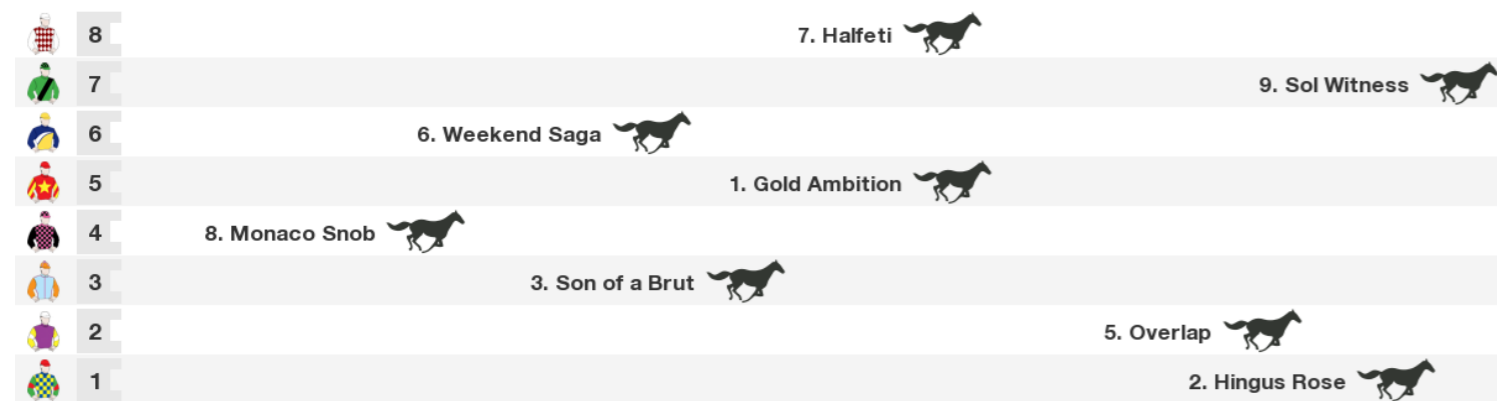 8 7. Halfeti
7 9. Sol Witness
6 6. Weekend Saga
5 1. Gold Ambition
4 8. Monaco Snob
3 3. Son of a Brut
2 5. Overlap
1 2. Hingus Rose